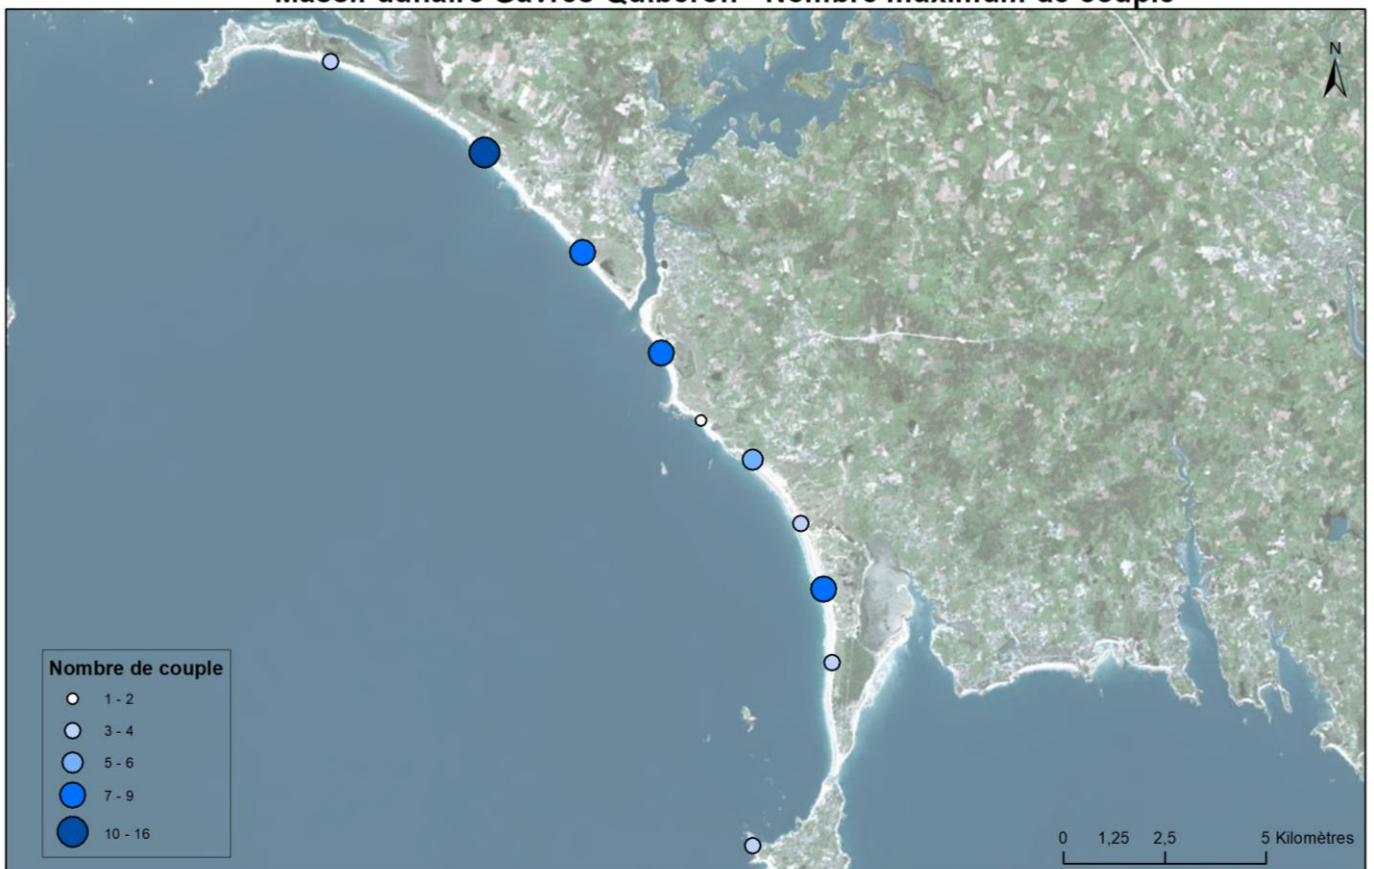 Massif dunaire Gâvres-Quiberon - Nombre maximum de couple
N
Nombre de couple
1 - 2
3 - 4
5 - 6
7 - 9
10 - 16
0 1,25 2,5 5 Kilomètres